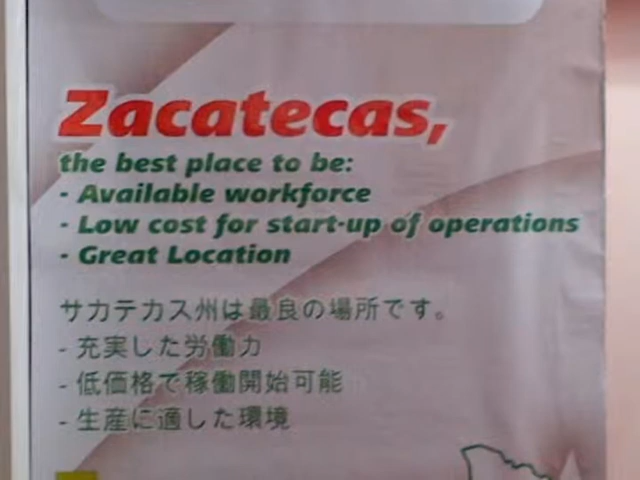 Zacatecas,
the best place to be:
- Available workforce
- Low cost for start-up of operations
- Great Location
サカテカス州は最良の場所です。
- 充実した労働力
- 低価格で稼働開始可能
- 生産に適した環境